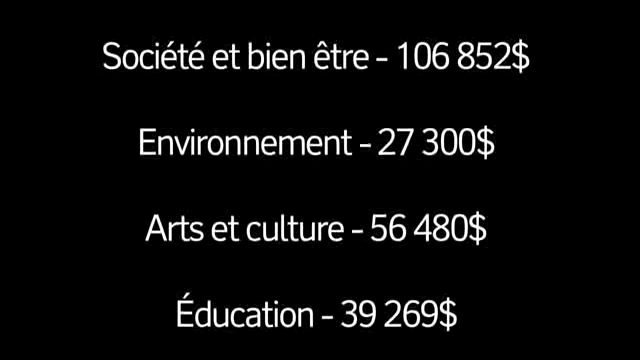 Société et bien être - 106 852$
Environnement - 27 300$
Arts et culture - 56 480$
Éducation - 39 269$